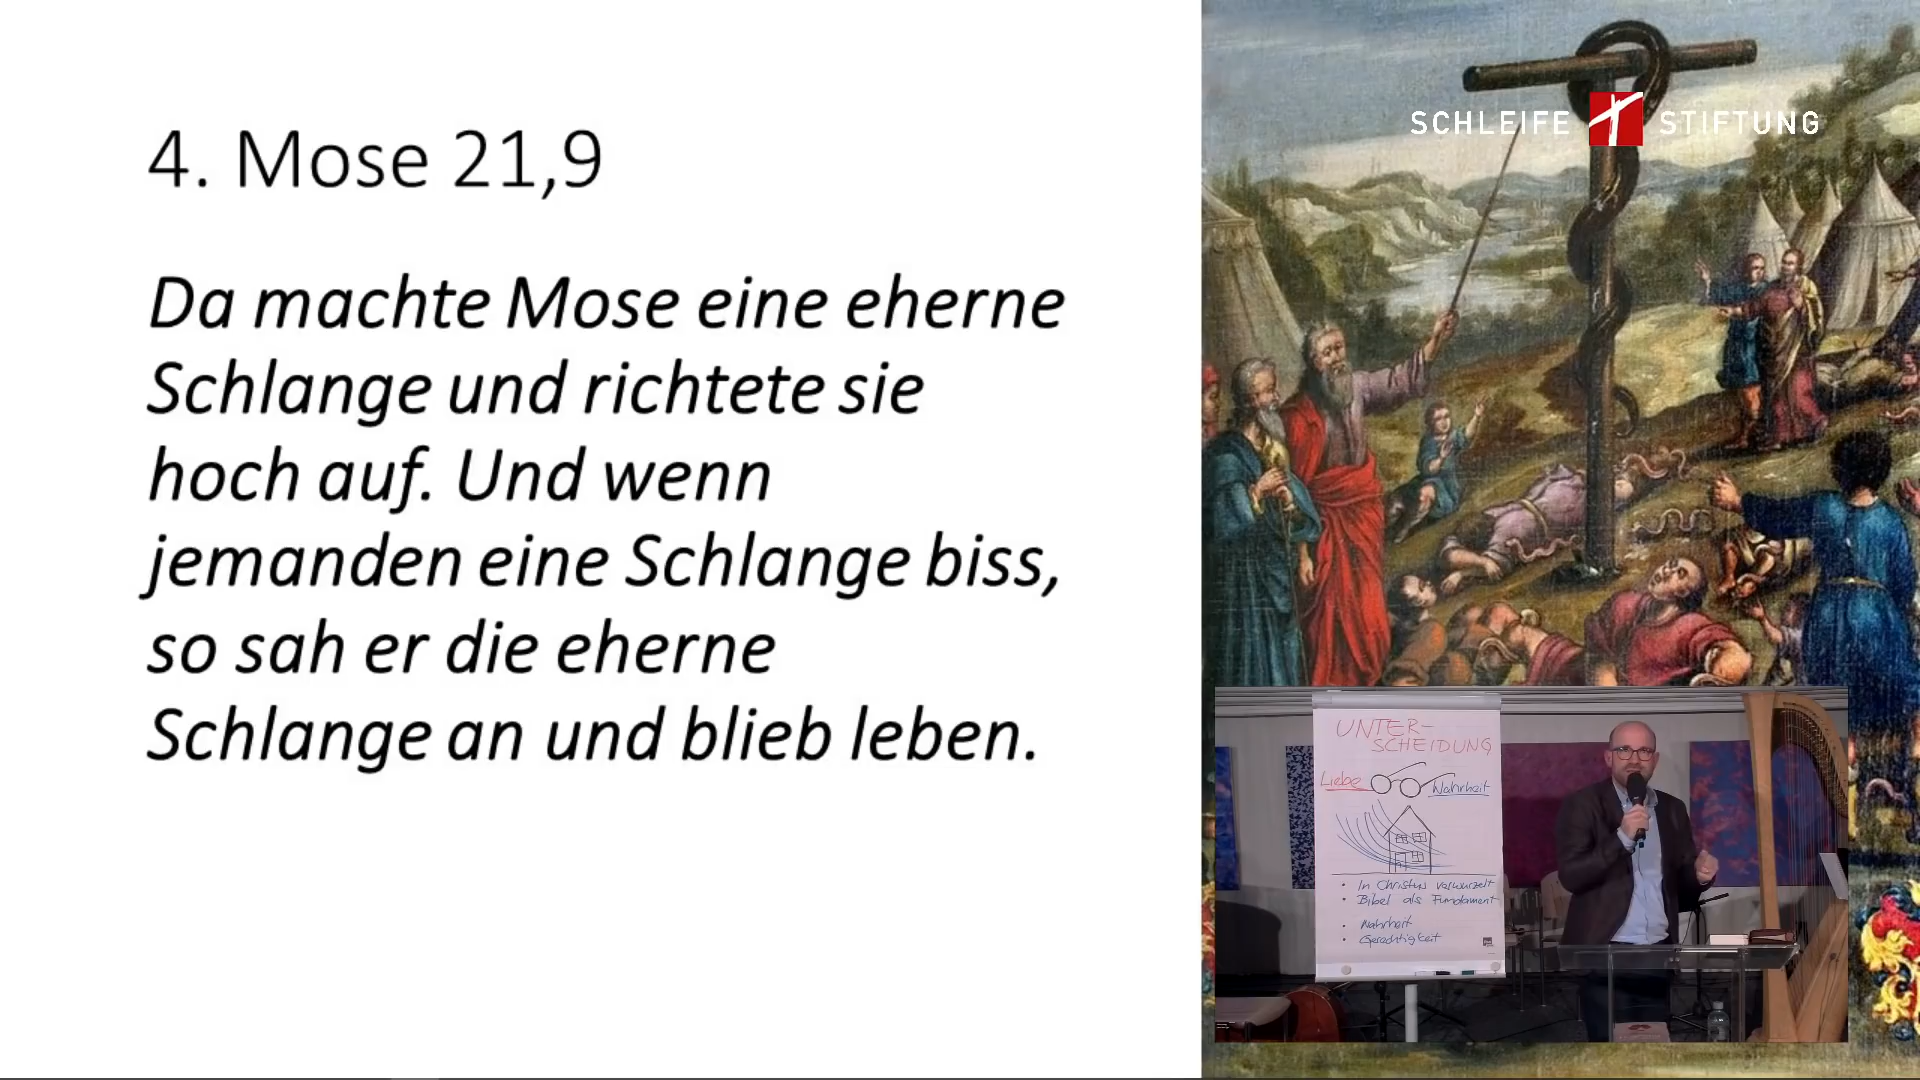 4. Mose 21,9
Da machte Mose eine eherne
Schlange und richtete sie
hoch auf. Und wenn
jemanden eine Schlange biss,
so sah er die eherne
Schlange an und blieb leben.
SCHLEIFE STIFTUNG
UNTER-
SCHEIDUNG
Liebe Wahrheit
• In Christus verwurzelt
• Bibel als Fundament
• Wahrheit
• Gerechtigkeit